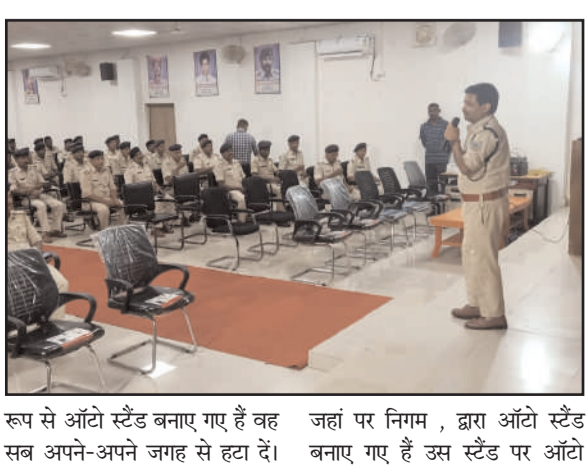 रूप से ऑटो स्टैंड बनाए गए हैं वह
सब अपने-अपने जगह से हटा दें।
जहां पर निगम , द्वारा ऑटो स्टैंड
बनाए गए हैं उस स्टैंड पर ऑटो